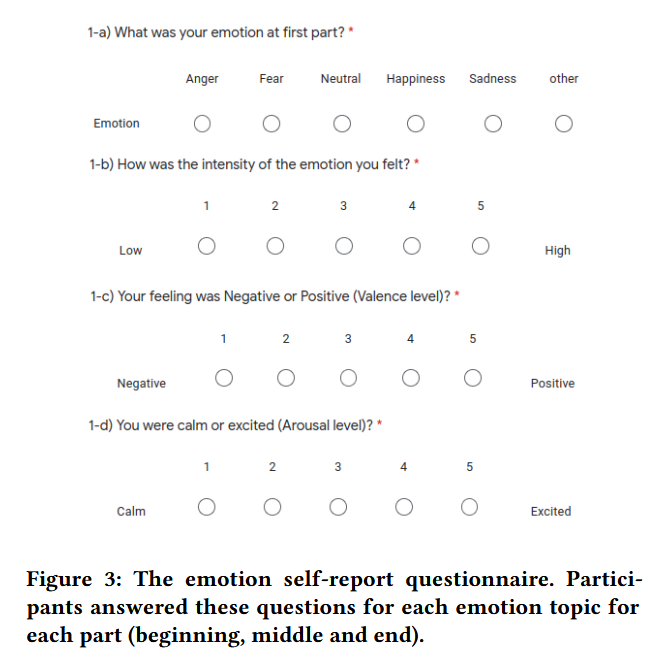 1-a) What was your emotion at first part? *
Anger Fear Neutral Happiness Sadness other
Emotion
1-b) How was the intensity of the emotion you felt? *
1 2 3 4 5
Low High
1-c) Your feeling was Negative or Positive (Valence level)? *
1 2 3 4 5
Negative Positive
1-d) You were calm or excited (Arousal level)? *
1 2 3 4 5
Calm Excited
Figure 3: The emotion self-report questionnaire. Partici-
pants answered these questions for each emotion topic for
each part (beginning, middle and end).